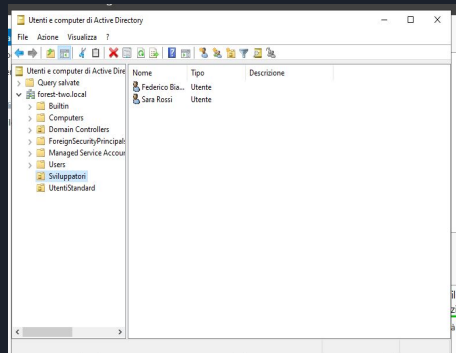 Utenti e computer di Active Directory
File Azione Visualizza ?
Utenti e computer di Active Dire
Query salvate
forest-two.local
Builtin
Computers
Domain Controllers
ForeignSecurityPrincipals
Managed Service Accour
Users
Sviluppatori
UtentiStandard
Nome Tipo Descrizione
Federico Bia... Utente
Sara Rossi Utente